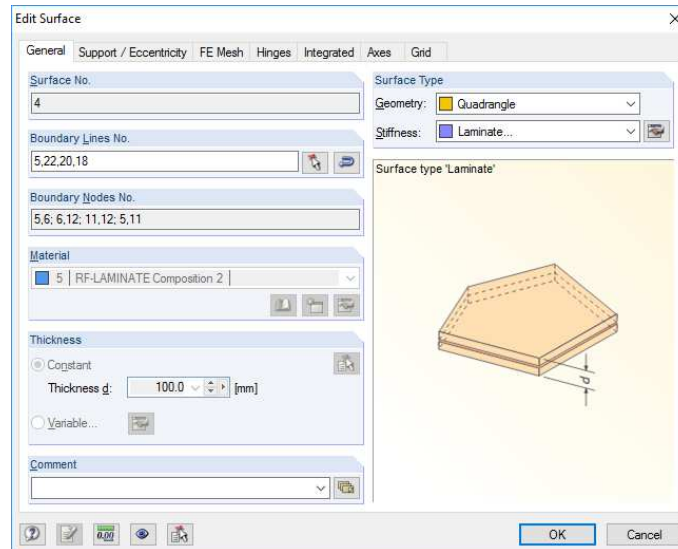 Edit Surface
General Support / Eccentricity FE Mesh Hinges Integrated Axes Grid
Surface No.
4
Boundary Lines No.
5,22,20,18
Boundary Nodes No.
5,6; 6,12; 11,12; 5,11
Material
5 RF-LAMINATE Composition 2
Thickness
Constant
Thickness d: 100.0 [mm]
Variable...
Comment
Surface Type
Geometry: Quadrangle
Stiffness: Laminate...
Surface type 'Laminate'
d
0.00
OK Cancel